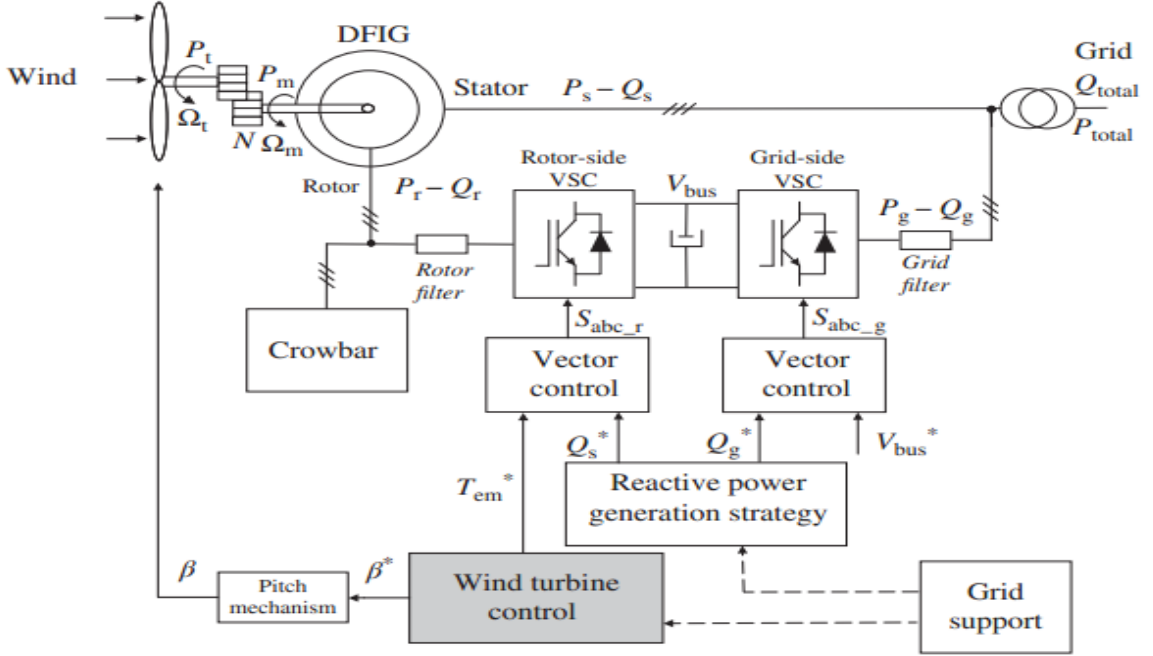 DFIG
Grid
Wind
P_t
P_m
Stator
P_s – Q_s
Q_total
Ω_t
N
Ω_m
P_total
Rotor
P_r – Q_r
Rotor-side
VSC
V_bus
Grid-side
VSC
P_g – Q_g
Rotor
filter
Grid
filter
S_abc_r
S_abc_g
Crowbar
Vector
control
Vector
control
Q_s*
Q_g*
V_bus*
T_em*
Reactive power
generation strategy
β
Pitch
mechanism
β*
Wind turbine
control
Grid
support